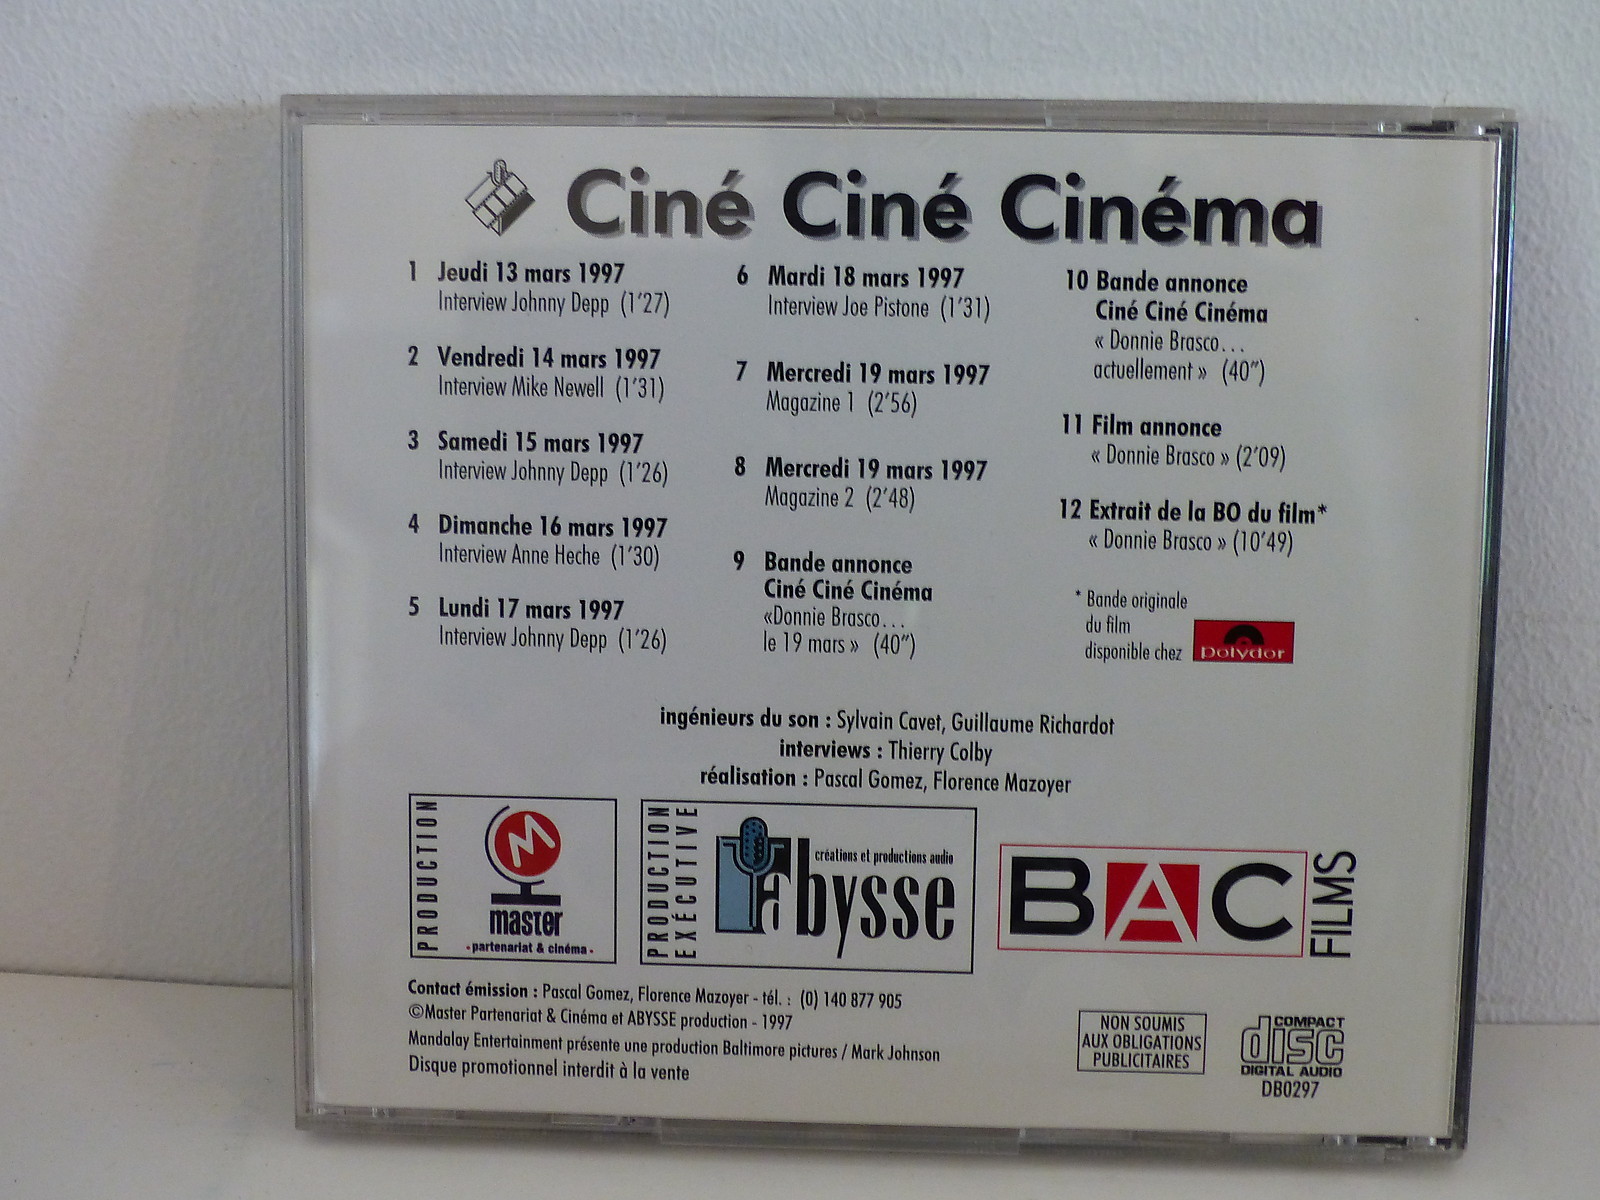 Ciné Ciné Cinéma
1 Jeudi 13 mars 1997
Interview Johnny Depp (1'27)
2 Vendredi 14 mars 1997
Interview Mike Newell (1'31)
3 Samedi 15 mars 1997
Interview Johnny Depp (1'26)
4 Dimanche 16 mars 1997
Interview Anne Heche (1'30)
5 Lundi 17 mars 1997
Interview Johnny Depp (1'26)
6 Mardi 18 mars 1997
Interview Joe Pistone (1'31)
7 Mercredi 19 mars 1997
Magazine 1 (2'56)
8 Mercredi 19 mars 1997
Magazine 2 (2'48)
9 Bande annonce
Ciné Ciné Cinéma
«Donnie Brasco...
le 19 mars » (40")
10 Bande annonce
Ciné Ciné Cinéma
« Donnie Brasco...
actuellement » (40")
11 Film annonce
« Donnie Brasco » (2'09)
12 Extrait de la BO du film*
« Donnie Brasco » (10'49)
* Bande originale
du film
disponible chez
polydor
ingénieurs du son : Sylvain Cavet, Guillaume Richardot
interviews : Thierry Colby
réalisation : Pascal Gomez, Florence Mazoyer
PRODUCTION
M
master
- partenariat & cinéma -
PRODUCTION
EXÉCUTIVE
créations et productions audio
abysse
BAC
FILMS
Contact émission : Pascal Gomez, Florence Mazoyer - tél. : (0) 140 877 905
©Master Partenariat & Cinéma et ABYSSE production - 1997
Mandalay Entertainment présente une production Baltimore pictures / Mark Johnson
Disque promotionnel interdit à la vente
NON SOUMIS
AUX OBLIGATIONS
PUBLICITAIRES
COMPACT
disc
DIGITAL AUDIO
DB0297